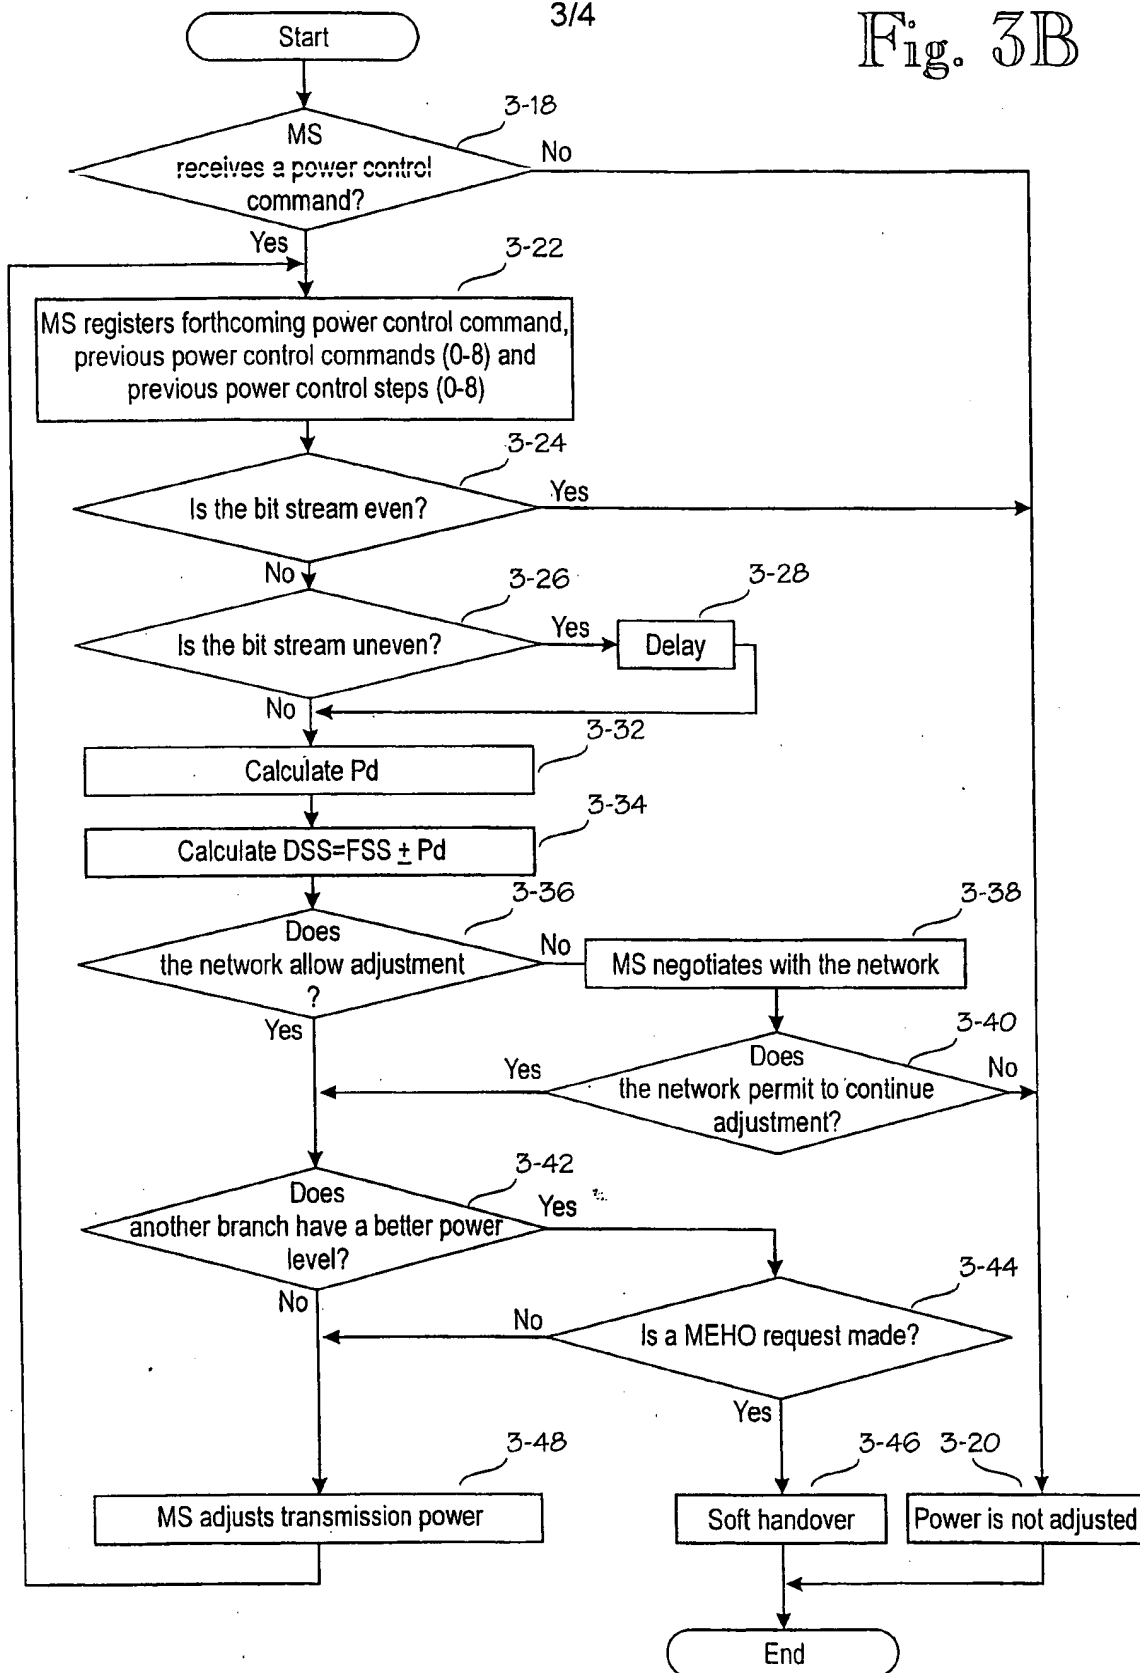 3/4
Fig. 3B
Start
3-18
MS
receives a power control
command?
No
Yes
3-22
MS registers forthcoming power control command,
previous power control commands (0-8) and
previous power control steps (0-8)
3-24
Is the bit stream even?
Yes
No
3-26
3-28
Is the bit stream uneven?
Yes
Delay
No
3-32
Calculate Pd
3-34
Calculate DSS=FSS ± Pd
3-36
3-38
Does
the network allow adjustment
?
No
MS negotiates with the network
Yes
3-40
Does
the network permit to continue
adjustment?
Yes
No
3-42
Does
another branch have a better power
level?
Yes
No
3-44
Is a MEHO request made?
No
Yes
3-48
3-46
3-20
MS adjusts transmission power
Soft handover
Power is not adjusted
End